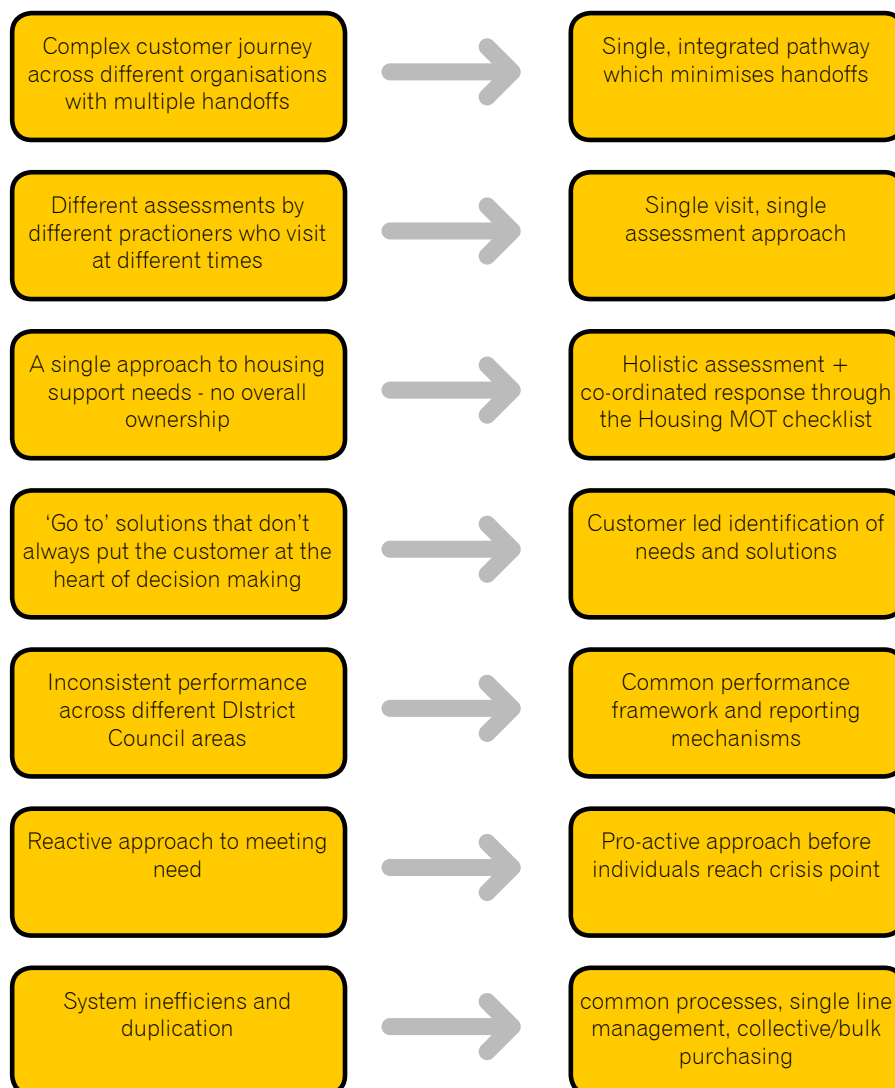 Complex customer journey
across different organisations
with multiple handoffs
Single, integrated pathway
which minimises handoffs
Different assessments by
different practioners who visit
at different times
Single visit, single
assessment approach
A single approach to housing
support needs - no overall
ownership
Holistic assessment +
co-ordinated response through
the Housing MOT checklist
‘Go to’ solutions that don’t
always put the customer at the
heart of decision making
Customer led identification of
needs and solutions
Inconsistent performance
across different DIstrict
Council areas
Common performance
framework and reporting
mechanisms
Reactive approach to meeting
need
Pro-active approach before
individuals reach crisis point
System inefficiens and
duplication
common processes, single line
management, collective/bulk
purchasing